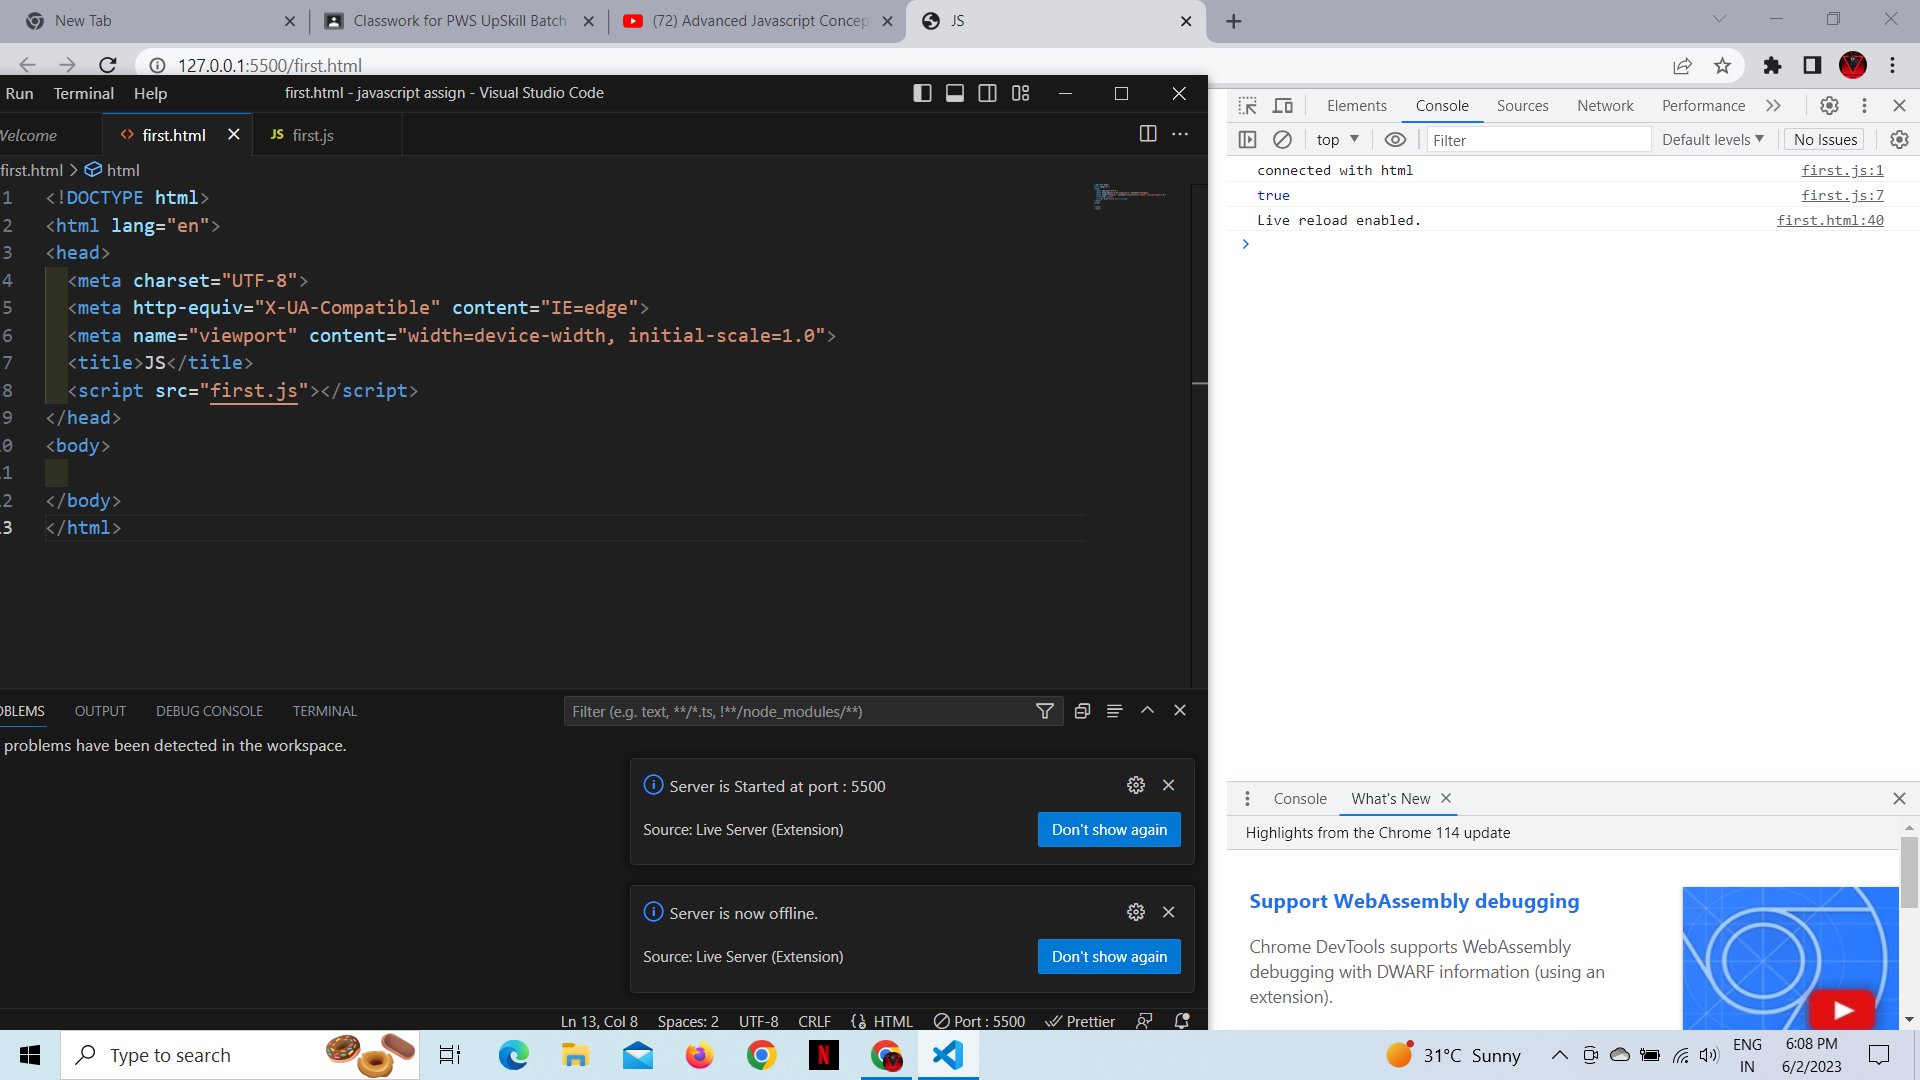 New Tab
Classwork for PWS UpSkill Batch
(72) Advanced Javascript Concep
JS
127.0.0.1:5500/first.html
Run Terminal Help
first.html - javascript assign - Visual Studio Code
Welcome
first.html
JS first.js
first.html > html
1 <!DOCTYPE html>
2 <html lang="en">
3 <head>
4 <meta charset="UTF-8">
5 <meta http-equiv="X-UA-Compatible" content="IE=edge">
6 <meta name="viewport" content="width=device-width, initial-scale=1.0">
7 <title>JS</title>
8 <script src="first.js"></script>
9 </head>
0 <body>
1
2 </body>
3 </html>
OBLEMS OUTPUT DEBUG CONSOLE TERMINAL
Filter (e.g. text, **/*.ts, !**/node_modules/**)
problems have been detected in the workspace.
Server is Started at port : 5500
Source: Live Server (Extension)
Don't show again
Server is now offline.
Source: Live Server (Extension)
Don't show again
Ln 13, Col 8 Spaces: 2 UTF-8 CRLF HTML Port : 5500 Prettier
Elements Console Sources Network Performance
top Filter Default levels No Issues
connected with html first.js:1
true first.js:7
Live reload enabled. first.html:40
Console What's New
Highlights from the Chrome 114 update
Support WebAssembly debugging
Chrome DevTools supports WebAssembly
debugging with DWARF information (using an
extension).
Type to search
N
31°C Sunny
ENG
IN
6:08 PM
6/2/2023